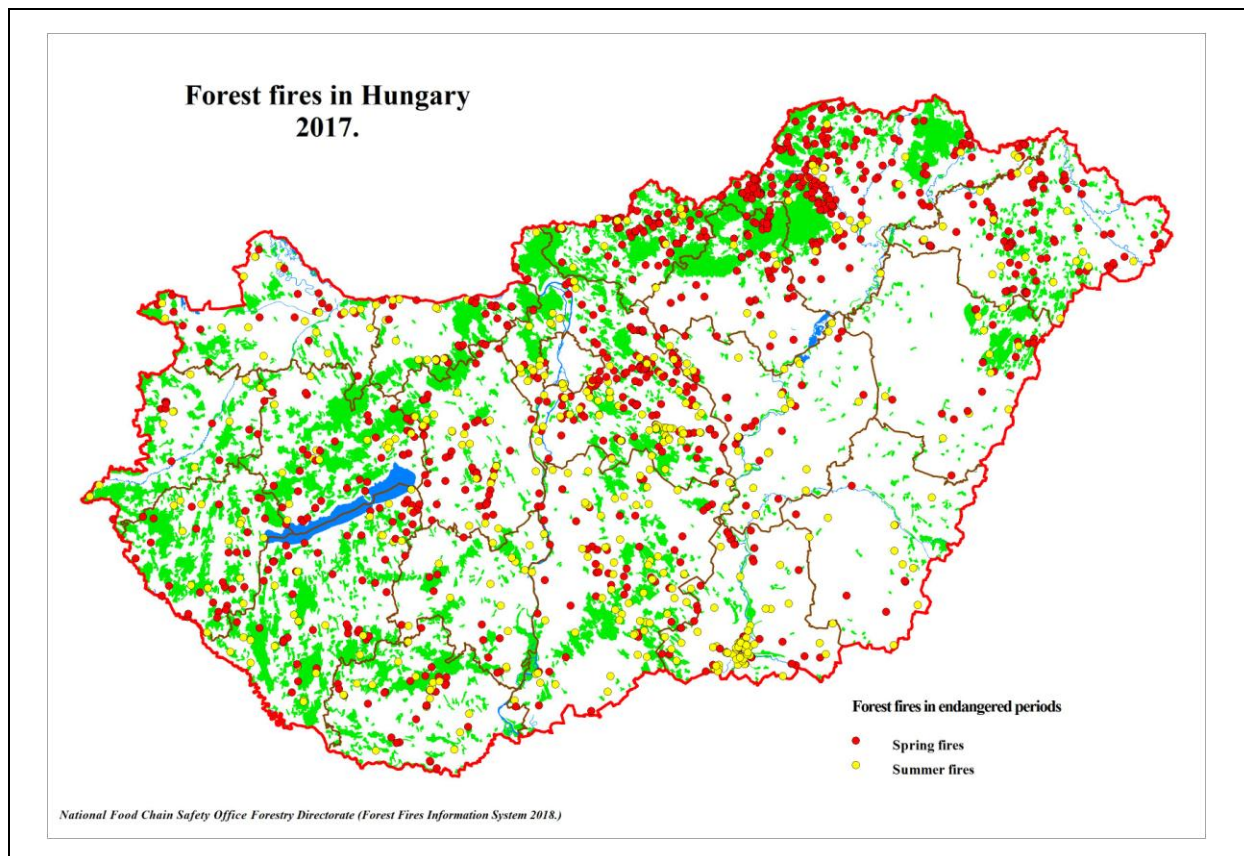 Forest fires in Hungary
2017.
Forest fires in endangered periods
Spring fires
Summer fires
National Food Chain Safety Office Forestry Directorate (Forest Fires Information System 2018.)